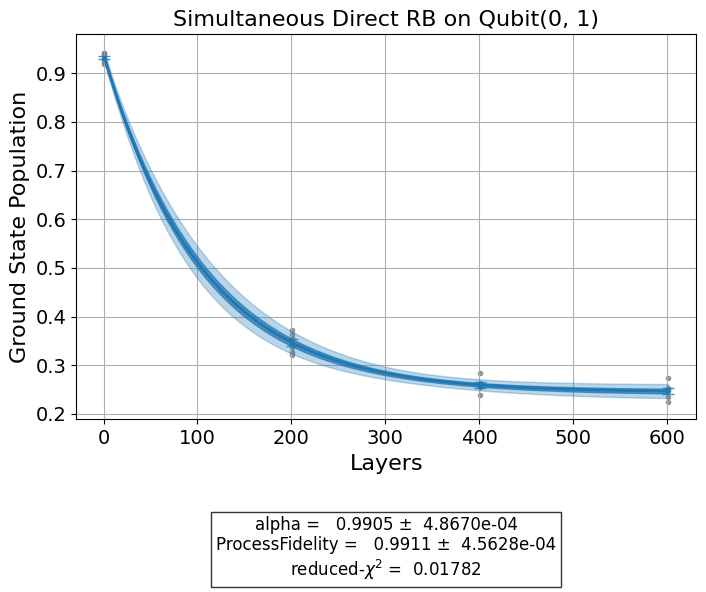 Simultaneous Direct RB on Qubit(0, 1)
Ground State Population
0.9
0.8
0.7
0.6
0.5
0.4
0.3
0.2
0 100 200 300 400 500 600
Layers
alpha = 0.9905 ± 4.8670e-04
ProcessFidelity = 0.9911 ± 4.5628e-04
reduced-χ² = 0.01782